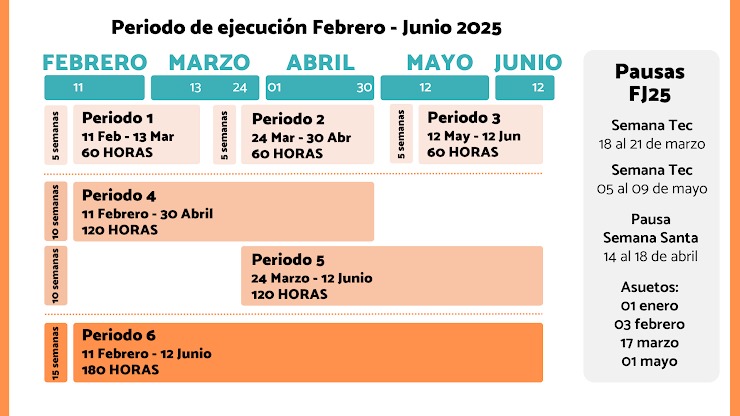 Periodo de ejecución Febrero - Junio 2025
FEBRERO
MARZO
ABRIL
MAYO
JUNIO
11
13
24
01
30
12
12
5 semanas
Periodo 1
11 Feb - 13 Mar
60 HORAS
5 semanas
Periodo 2
24 Mar - 30 Abr
60 HORAS
5 semanas
Periodo 3
12 May - 12 Jun
60 HORAS
10 semanas
Periodo 4
11 Febrero - 30 Abril
120 HORAS
10 semanas
Periodo 5
24 Marzo - 12 Junio
120 HORAS
15 semanas
Periodo 6
11 Febrero - 12 Junio
180 HORAS
Pausas
FJ25
Semana Tec
18 al 21 de marzo
Semana Tec
05 al 09 de mayo
Pausa
Semana Santa
14 al 18 de abril
Asuetos:
01 enero
03 febrero
17 marzo
01 mayo